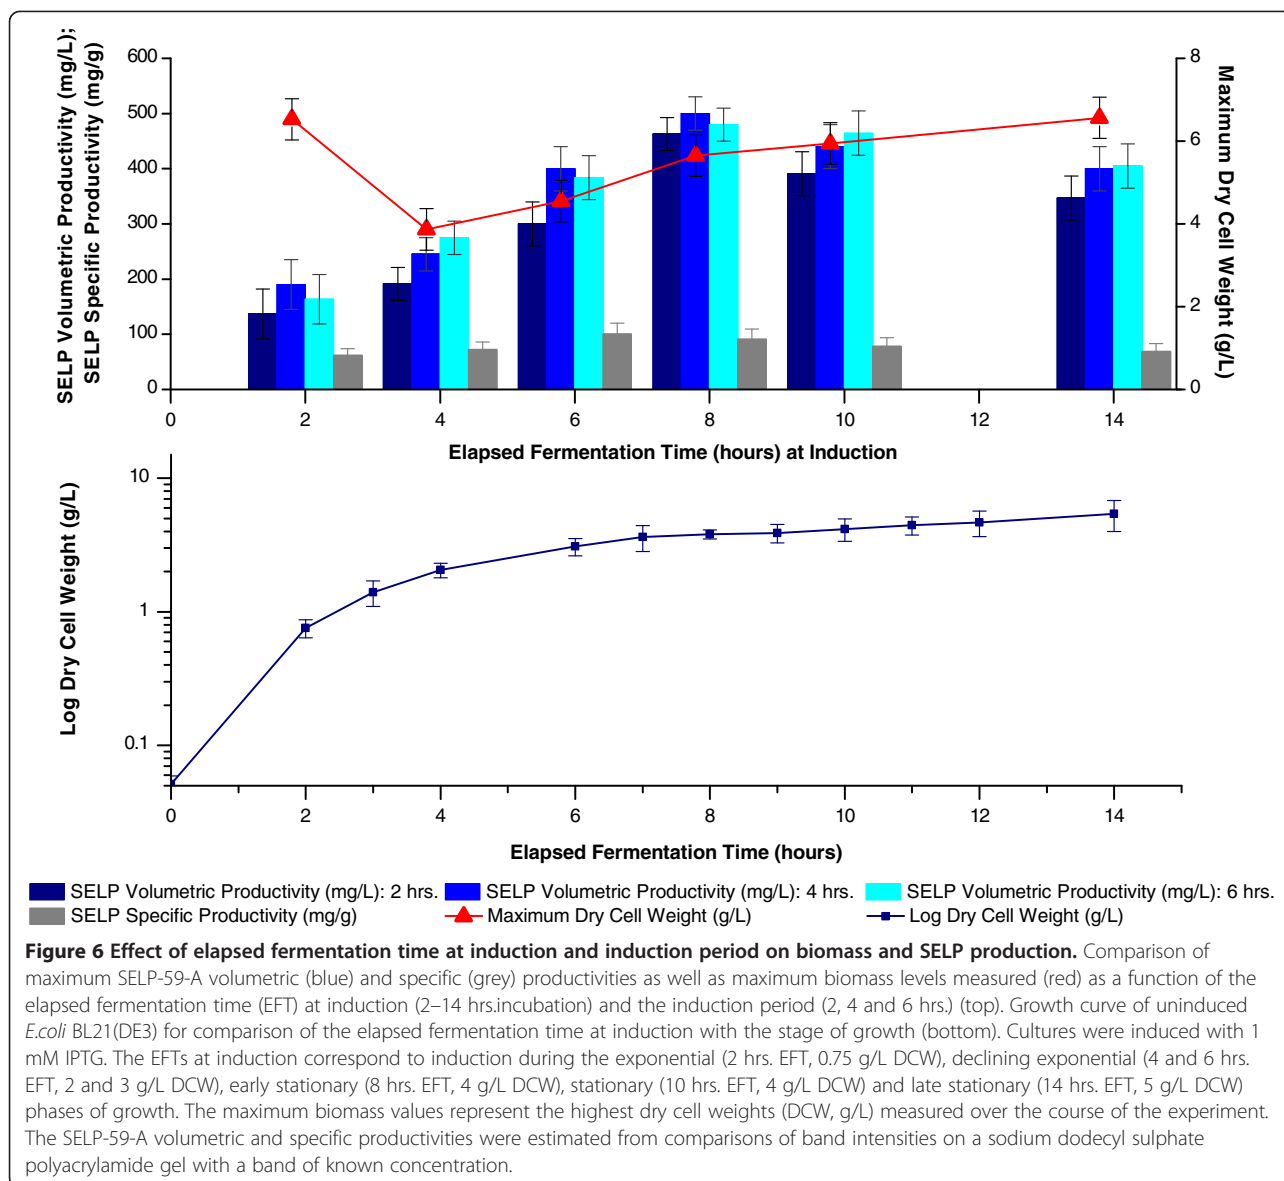 SELP Volumetric Productivity (mg/L);
SELP Specific Productivity (mg/g)
600
500
400
300
200
100
0
8
6
4
2
0
Maximum Dry Cell
Weight (g/L)
0 2 4 6 8 10 12 14
Elapsed Fermentation Time (hours) at Induction
Log Dry Cell Weight (g/L)
10
1
0.1
0 2 4 6 8 10 12 14
Elapsed Fermentation Time (hours)
SELP Volumetric Productivity (mg/L): 2 hrs. SELP Volumetric Productivity (mg/L): 4 hrs. SELP Volumetric Productivity (mg/L): 6 hrs.
SELP Specific Productivity (mg/g) Maximum Dry Cell Weight (g/L) Log Dry Cell Weight (g/L)
Figure 6 Effect of elapsed fermentation time at induction and induction period on biomass and SELP production. Comparison of
maximum SELP-59-A volumetric (blue) and specific (grey) productivities as well as maximum biomass levels measured (red) as a function of the
elapsed fermentation time (EFT) at induction (2–14 hrs.incubation) and the induction period (2, 4 and 6 hrs.) (top). Growth curve of uninduced
E.coli BL21(DE3) for comparison of the elapsed fermentation time at induction with the stage of growth (bottom). Cultures were induced with 1
mM IPTG. The EFTs at induction correspond to induction during the exponential (2 hrs. EFT, 0.75 g/L DCW), declining exponential (4 and 6 hrs.
EFT, 2 and 3 g/L DCW), early stationary (8 hrs. EFT, 4 g/L DCW), stationary (10 hrs. EFT, 4 g/L DCW) and late stationary (14 hrs. EFT, 5 g/L DCW)
phases of growth. The maximum biomass values represent the highest dry cell weights (DCW, g/L) measured over the course of the experiment.
The SELP-59-A volumetric and specific productivities were estimated from comparisons of band intensities on a sodium dodecyl sulphate
polyacrylamide gel with a band of known concentration.